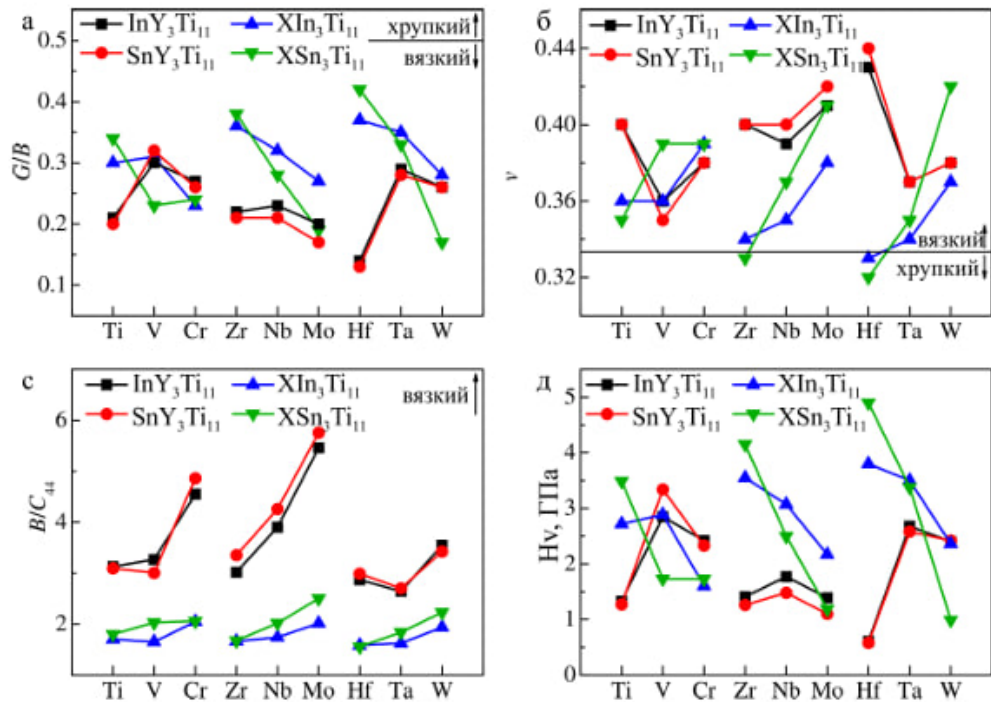 а
InY₃Ti₁₁
XIn₃Ti₁₁
SnY₃Ti₁₁
XSn₃Ti₁₁
хрупкий
вязкий
0.5
0.4
0.3
0.2
0.1
G/B
Ti V Cr Zr Nb Mo Hf Ta W
б
InY₃Ti₁₁
XIn₃Ti₁₁
SnY₃Ti₁₁
XSn₃Ti₁₁
0.44
0.40
0.36
0.32
ν
вязкий
хрупкий
Ti V Cr Zr Nb Mo Hf Ta W
с
InY₃Ti₁₁
XIn₃Ti₁₁
SnY₃Ti₁₁
XSn₃Ti₁₁
вязкий
6
4
2
B/C₄₄
Ti V Cr Zr Nb Mo Hf Ta W
д
InY₃Ti₁₁
XIn₃Ti₁₁
SnY₃Ti₁₁
XSn₃Ti₁₁
5
4
3
2
1
0
Hv, ГПа
Ti V Cr Zr Nb Mo Hf Ta W